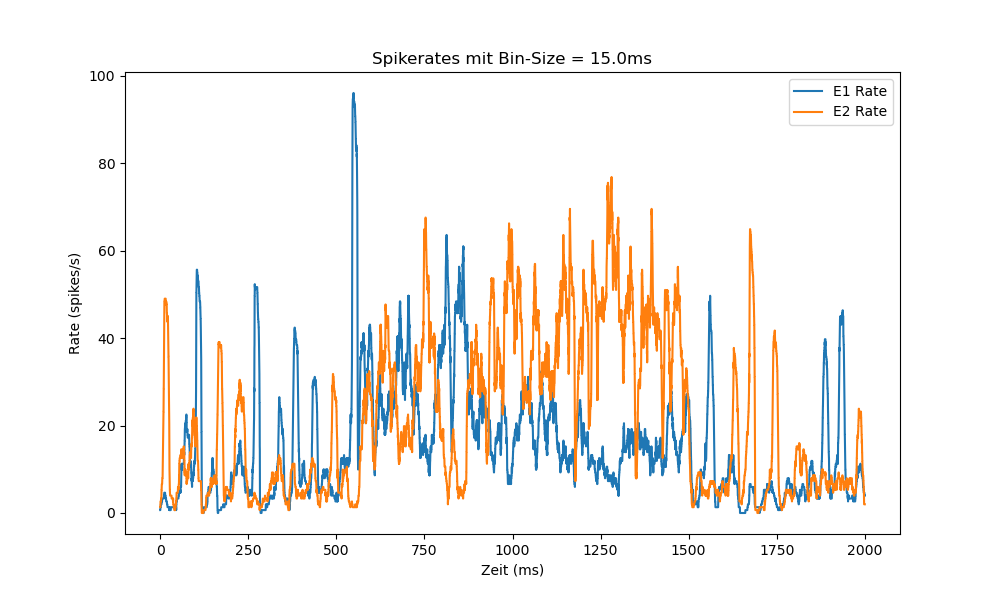 Spikerates mit Bin-Size = 15.0ms
E1 Rate
E2 Rate
Rate (spikes/s)
100
80
60
40
20
0
0 250 500 750 1000 1250 1500 1750 2000
Zeit (ms)